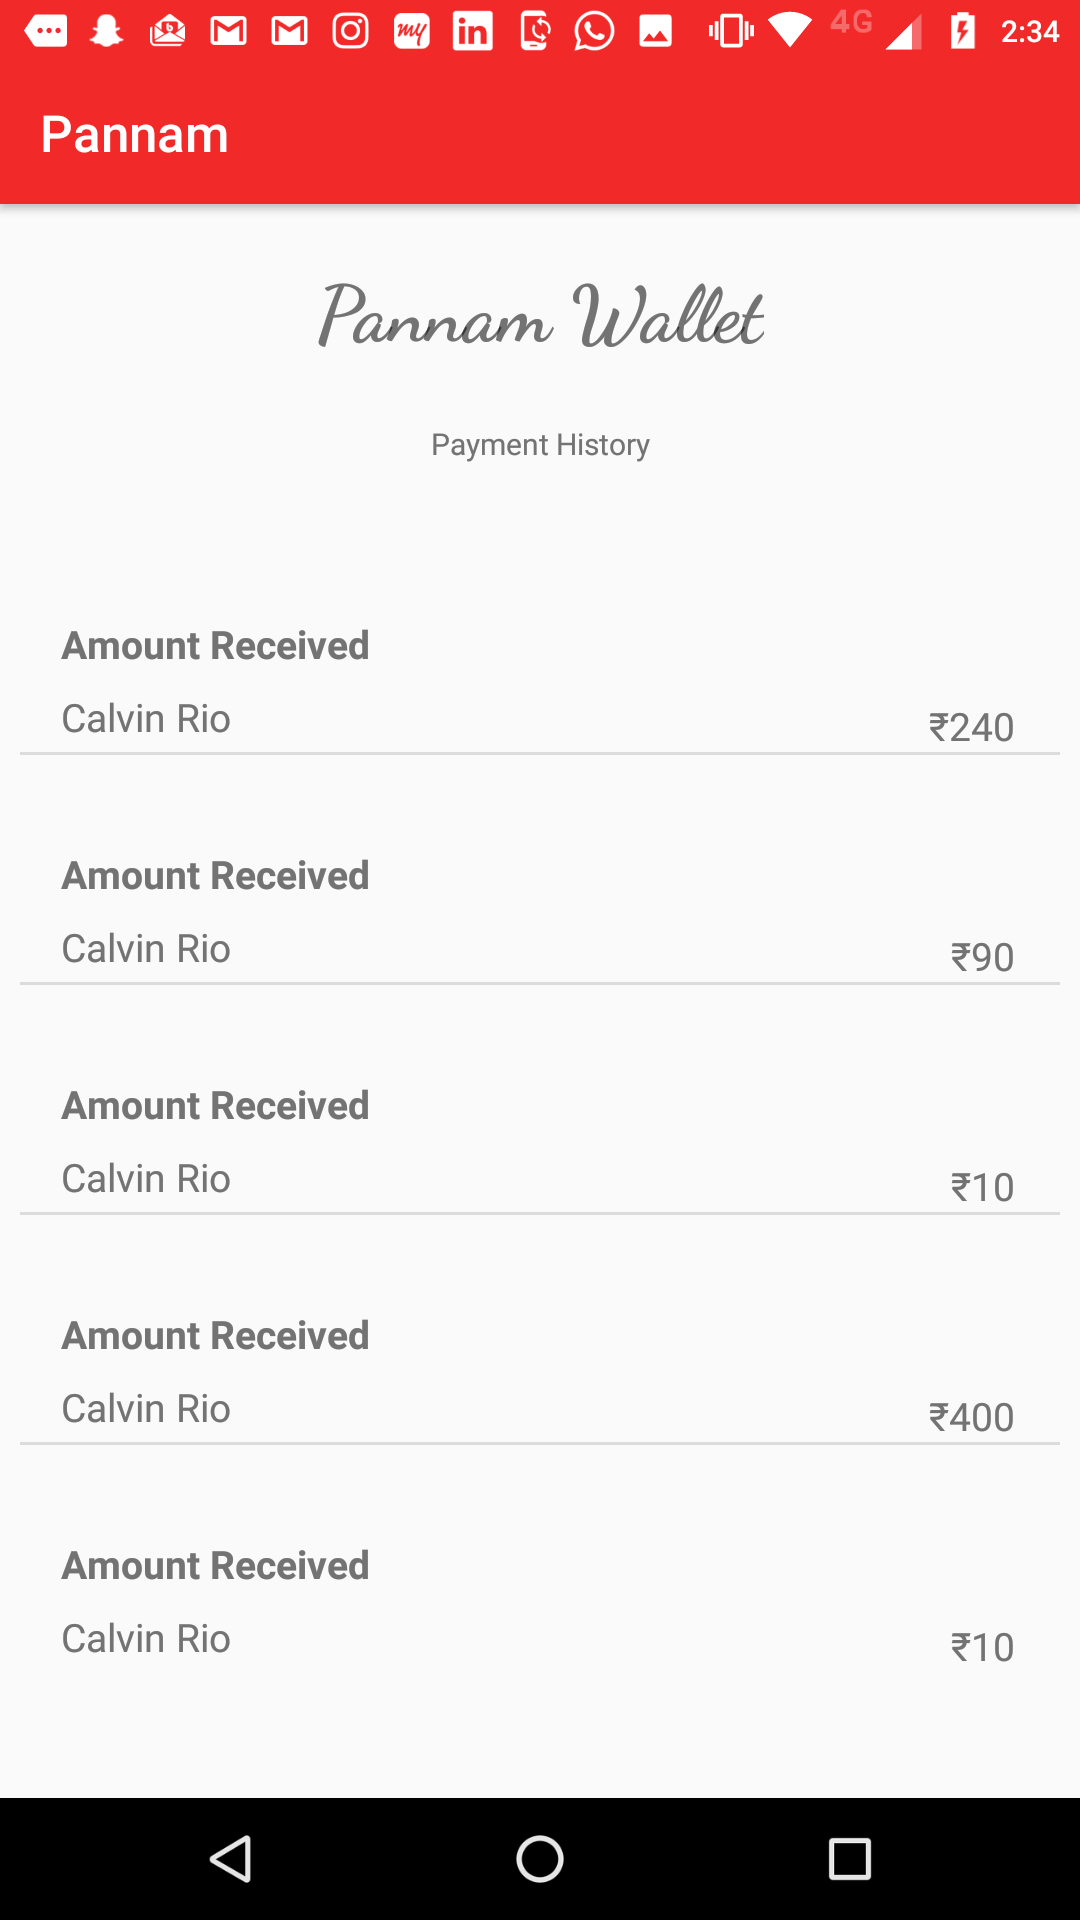 4G 2:34
Pannam
Pannam Wallet
Payment History
Amount Received
Calvin Rio ₹240
Amount Received
Calvin Rio ₹90
Amount Received
Calvin Rio ₹10
Amount Received
Calvin Rio ₹400
Amount Received
Calvin Rio ₹10